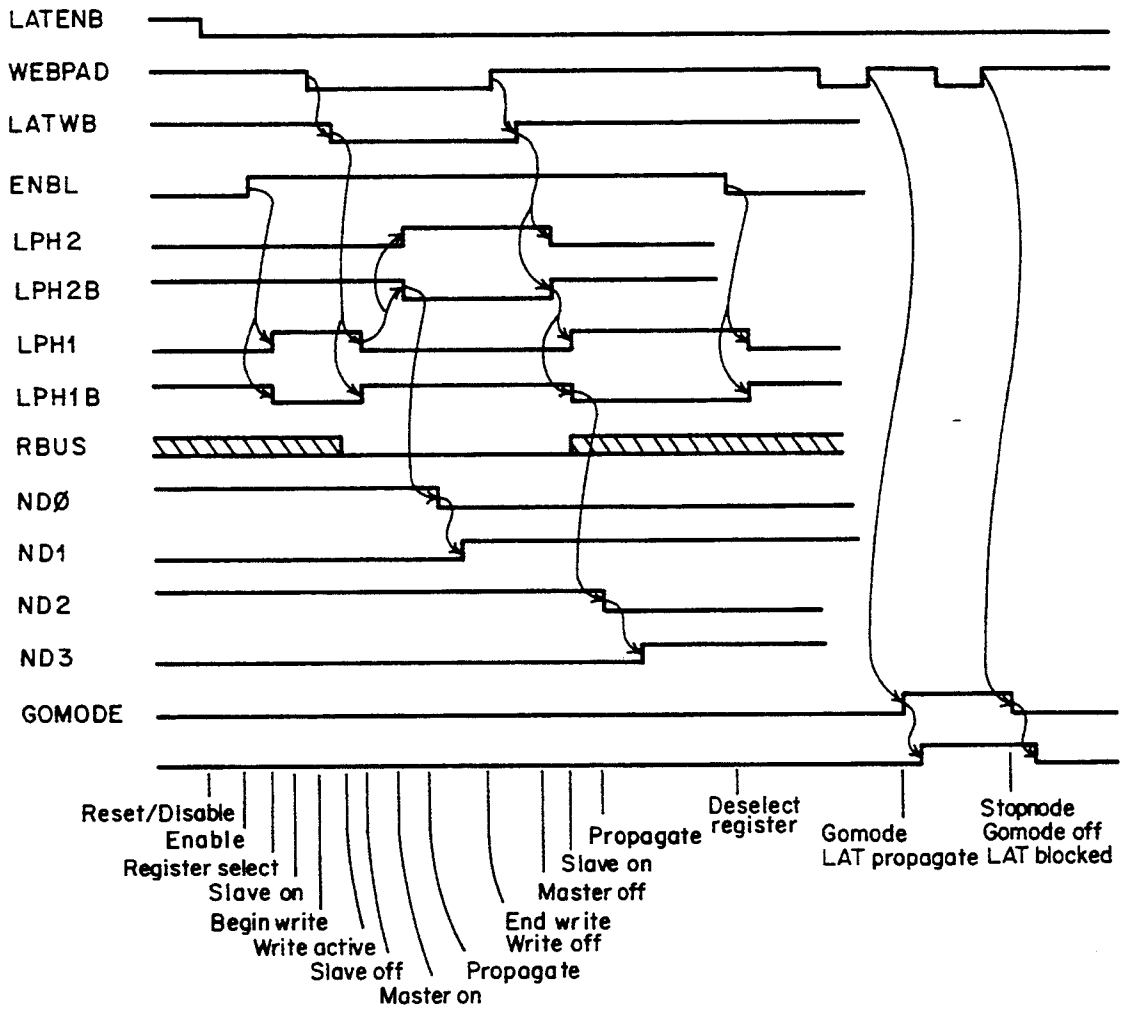 LATENB
WEBPAD
LATWB
ENBL
LPH2
LPH2B
LPH1
LPH1B
RBUS
NDØ
ND1
ND2
ND3
GOMODE
Reset/Disable
Enable
Register select
Slave on
Begin write
Write active
Slave off
Master on
Propagate
End write
Write off
Master off
Slave on
Propagate
Deselect
register
Gomode
LAT propagate
Stopnode
Gomode off
LAT blocked